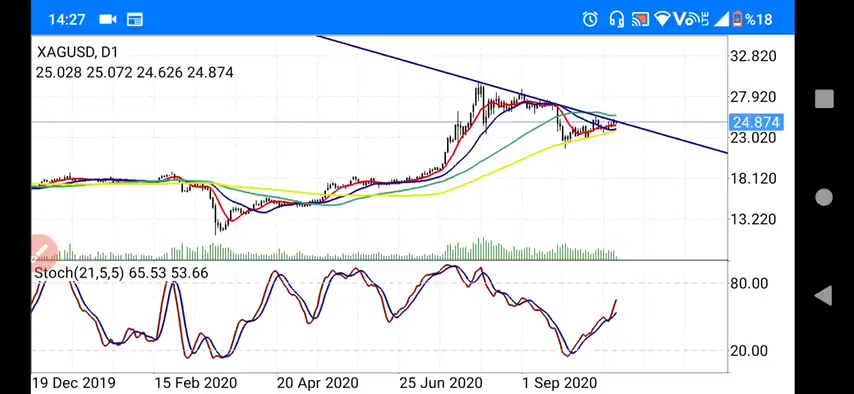 14:27 %18
XAGUSD, D1
25.028 25.072 24.626 24.874
32.820
27.920
24.874
23.020
18.120
13.220
Stoch(21,5,5) 65.53 53.66
80.00
20.00
19 Dec 2019 15 Feb 2020 20 Apr 2020 25 Jun 2020 1 Sep 2020